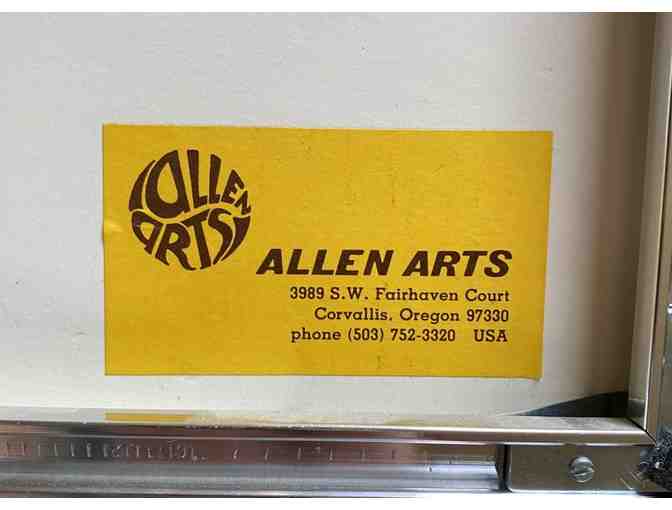 ALLEN
ARTS
ALLEN ARTS
3989 S.W. Fairhaven Court
Corvallis, Oregon 97330
phone (503) 752-3320 USA